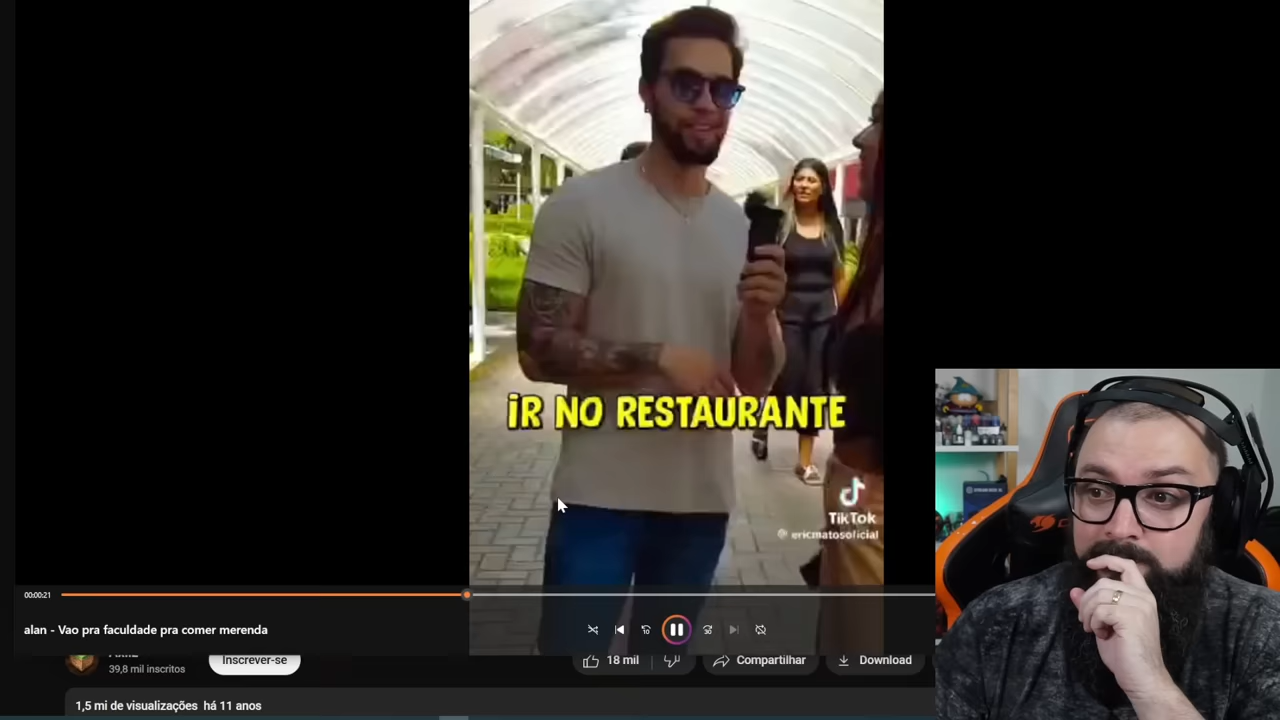 iR NO RESTAURANTE
TikTok
ericmatosoficial
00:00:21
alan - Vao pra faculdade pra comer merenda
39,8 mil inscritos
Inscrever-se
18 mil
Compartilhar
Download
1,5 mi de visualizações há 11 anos